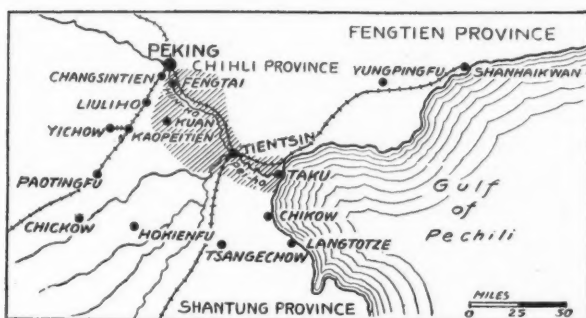 FENGTIEN PROVINCE
PEKING
CHIHLI PROVINCE
CHANGSINTIEN
FENGTAI
YUNGPINGFU
SHANHAIKWAN
LIULIHO
KUAN
YICHOW
KAOPEITIEN
TIENTSIN
PAOTINGFU
TAKU
Gulf
of
Pechili
CHICKOW
HOKIENFU
CHIKOW
TSANGECHOW
LANGTOTZE
SHANTUNG PROVINCE
MILES
0 25 50